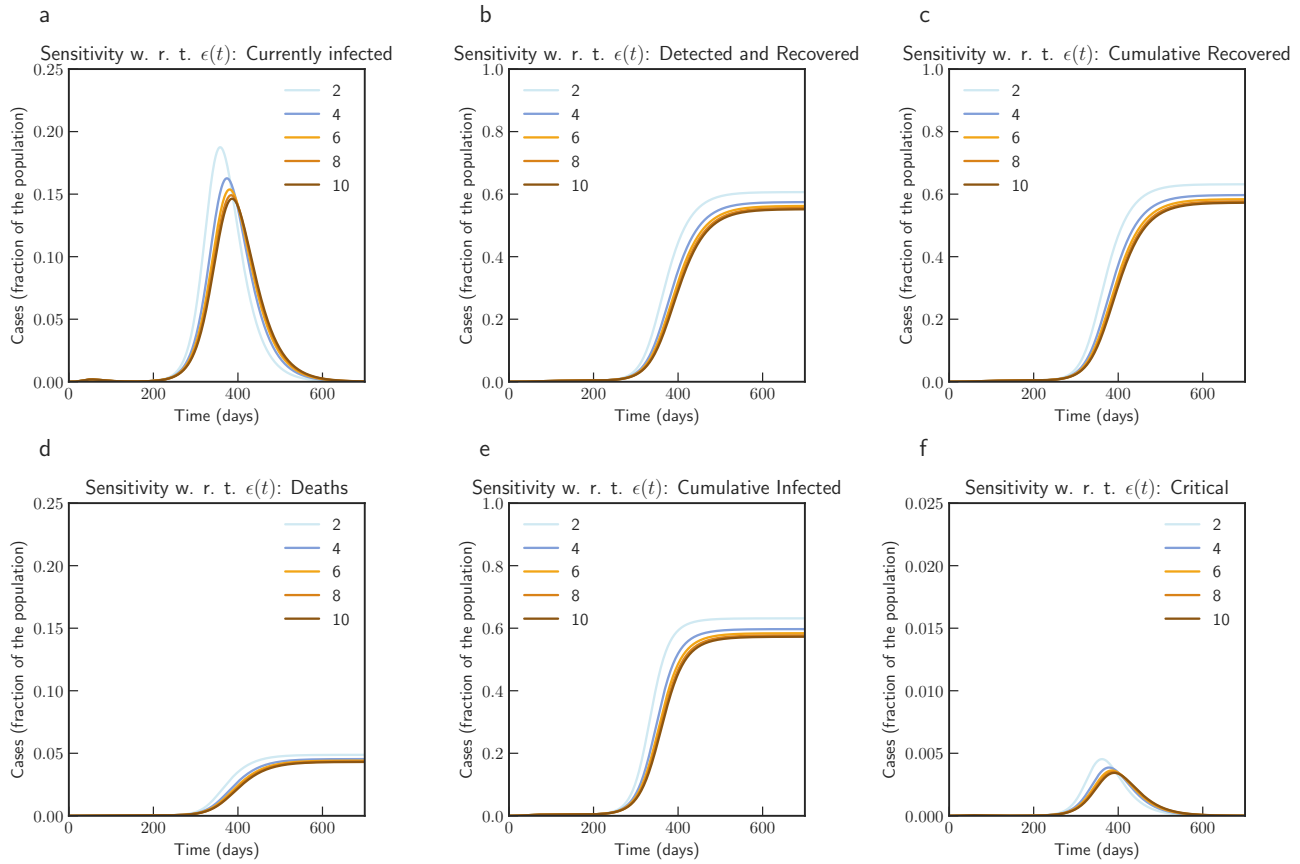 a
Sensitivity w. r. t. ϵ(t): Currently infected
Cases (fraction of the population)
0.25
0.20
0.15
0.10
0.05
0.00
2
4
6
8
10
0 200 400 600
Time (days)
b
Sensitivity w. r. t. ϵ(t): Detected and Recovered
Cases (fraction of the population)
1.0
0.8
0.6
0.4
0.2
0.0
2
4
6
8
10
0 200 400 600
Time (days)
c
Sensitivity w. r. t. ϵ(t): Cumulative Recovered
Cases (fraction of the population)
1.0
0.8
0.6
0.4
0.2
0.0
2
4
6
8
10
0 200 400 600
Time (days)
d
Sensitivity w. r. t. ϵ(t): Deaths
Cases (fraction of the population)
0.25
0.20
0.15
0.10
0.05
0.00
2
4
6
8
10
0 200 400 600
Time (days)
e
Sensitivity w. r. t. ϵ(t): Cumulative Infected
Cases (fraction of the population)
1.0
0.8
0.6
0.4
0.2
0.0
2
4
6
8
10
0 200 400 600
Time (days)
f
Sensitivity w. r. t. ϵ(t): Critical
Cases (fraction of the population)
0.025
0.020
0.015
0.010
0.005
0.000
2
4
6
8
10
0 200 400 600
Time (days)